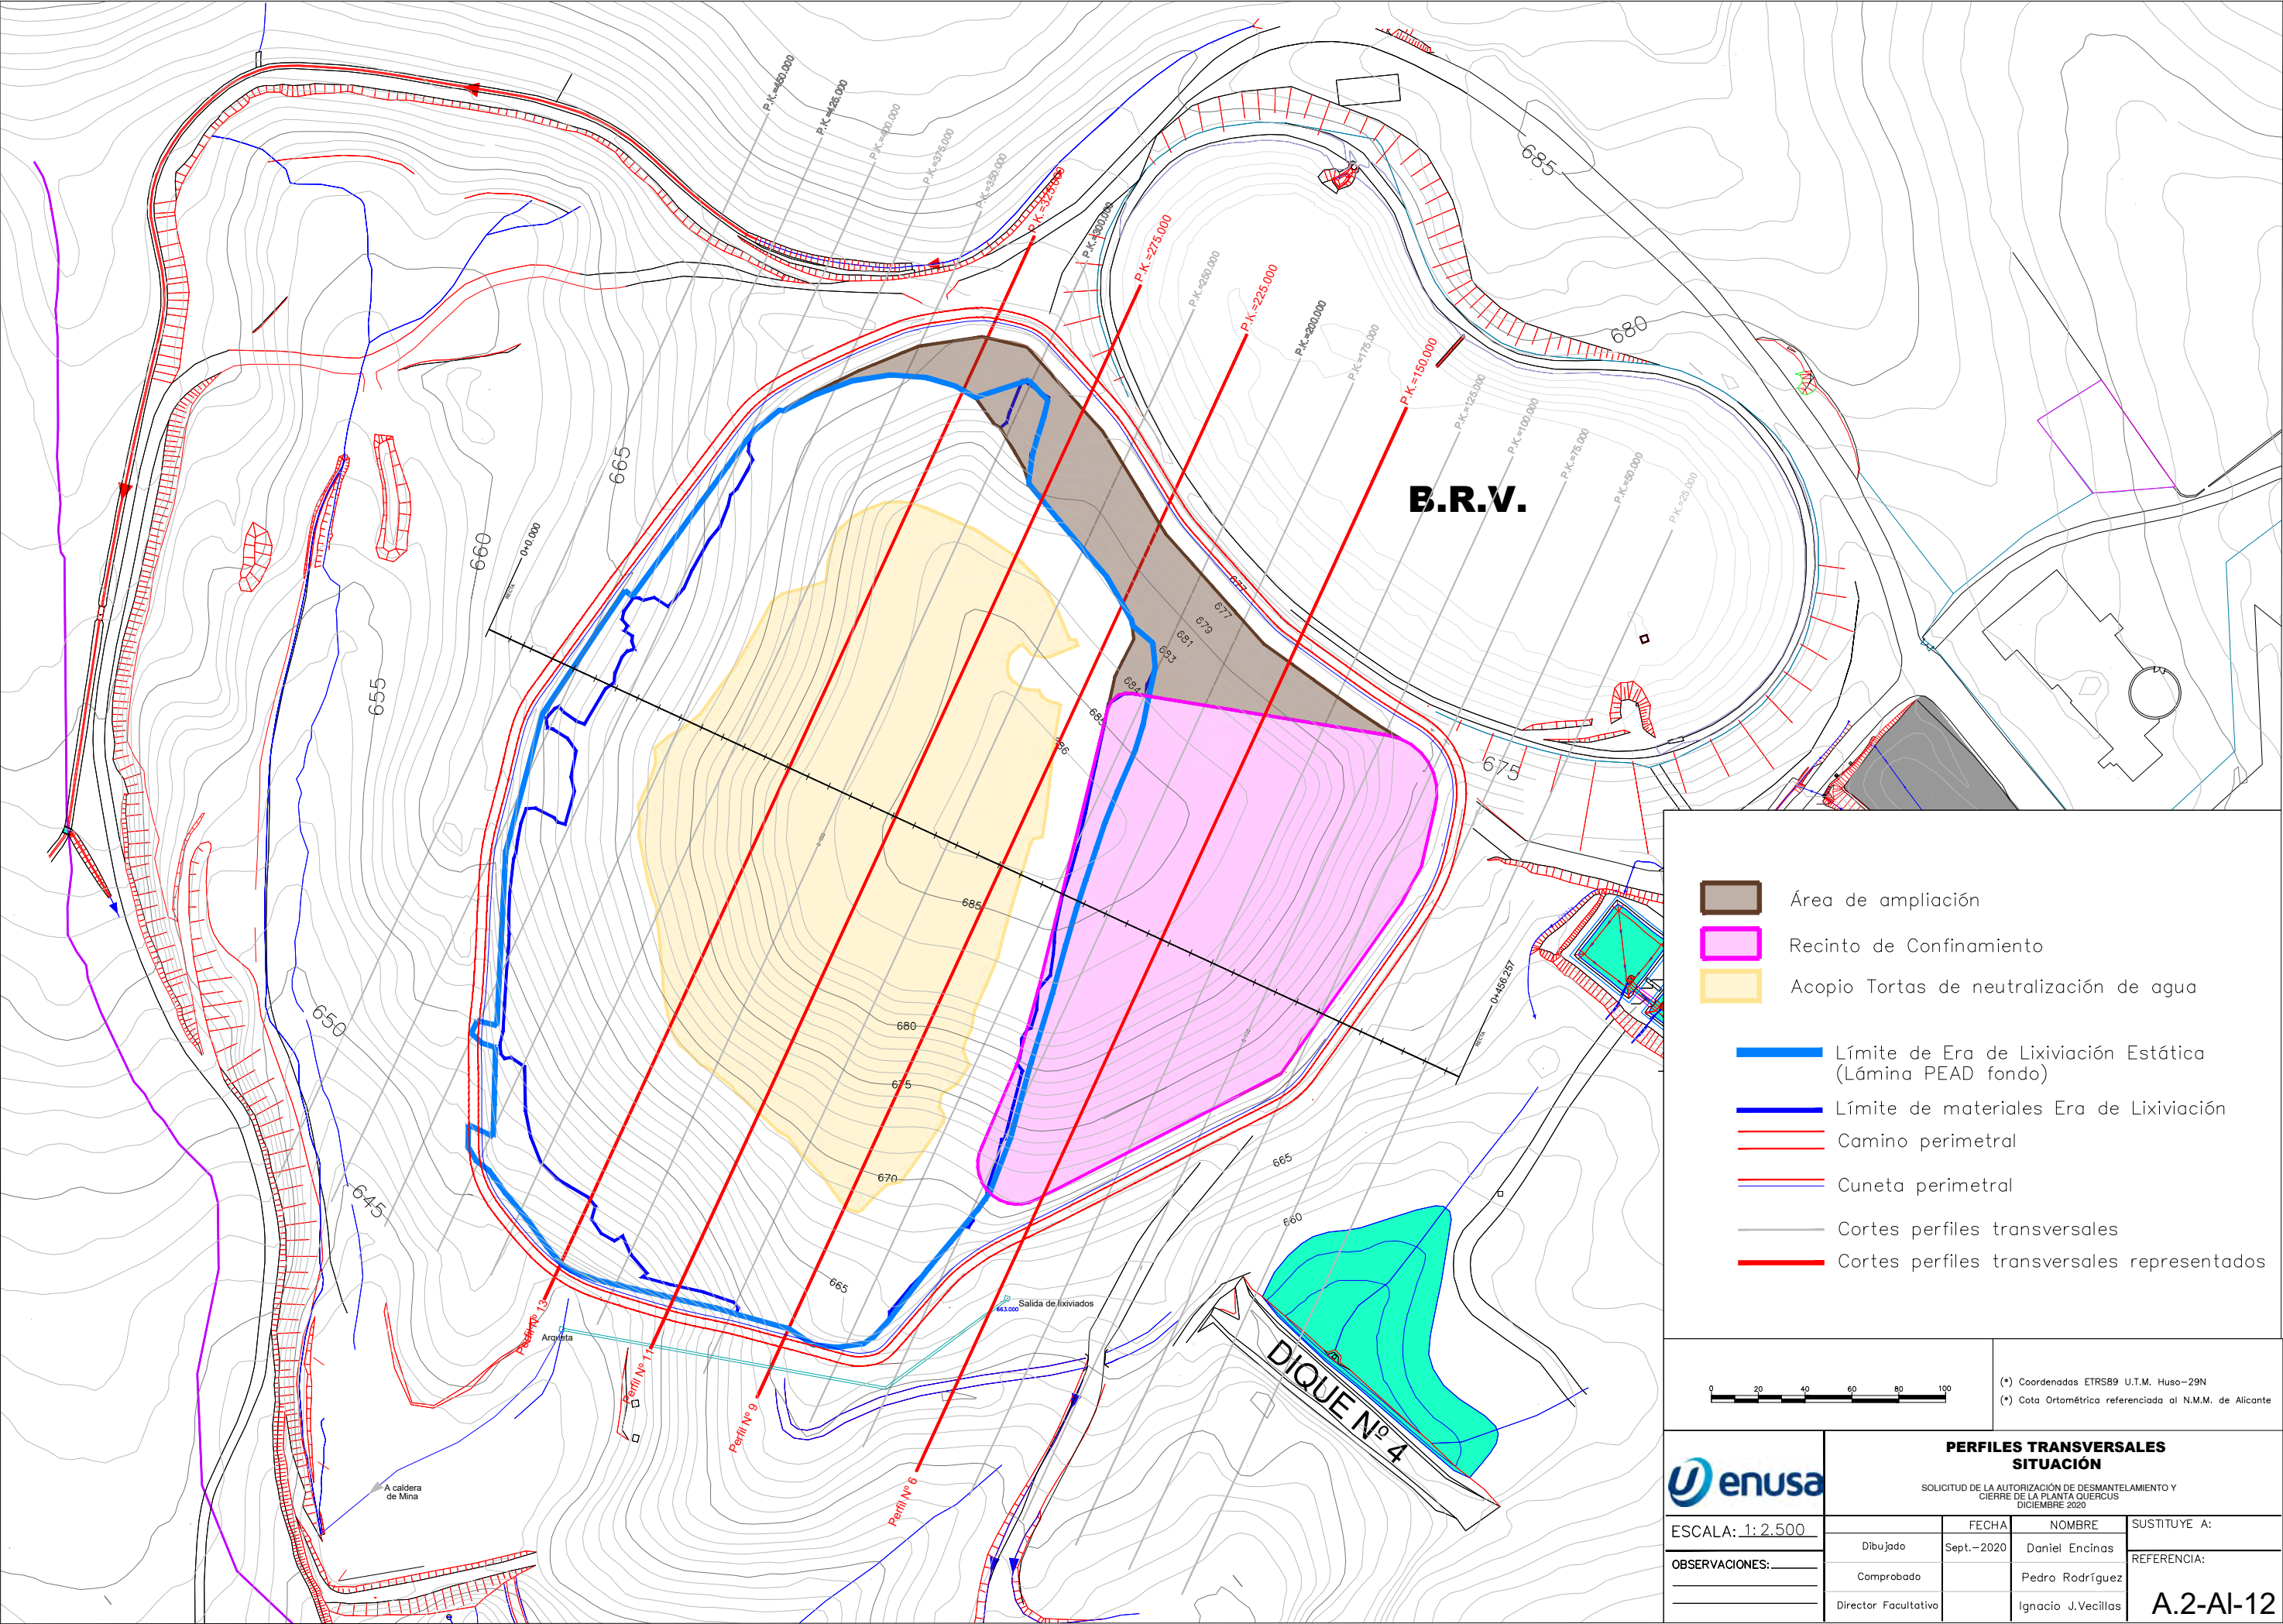 P.K.=450.000
P.K.=425.000
P.K.=400.000
P.K.=375.000
P.K.=350.000
P.K.=325.000
P.K.=300.000
P.K.=275.000
P.K.=250.000
P.K.=225.000
P.K.=200.000
P.K.=175.000
P.K.=150.000
P.K.=125.000
P.K.=100.000
P.K.=75.000
P.K.=50.000
P.K.=25.000
685
680
B.R.V.
665
660
655
650
645
0+0.000
RECTA
677
677
679
681
683
684
685
686
675
685
680
675
670
665
665
660
0+456.257
RECTA
Perfil Nº 13
Perfil Nº 11
Perfil Nº 9
Perfil Nº 6
Arqueta
663.000
Salida de lixiviados
A caldera
de Mina
DIQUE Nº 4
Área de ampliación
Recinto de Confinamiento
Acopio Tortas de neutralización de agua
Límite de Era de Lixiviación Estática
(Lámina PEAD fondo)
Límite de materiales Era de Lixiviación
Camino perimetral
Cuneta perimetral
Cortes perfiles transversales
Cortes perfiles transversales representados
0 20 40 60 80 100
(*) Coordenadas ETRS89 U.T.M. Huso-29N
(*) Cota Ortométrica referenciada al N.M.M. de Alicante
enusa
PERFILES TRANSVERSALES
SITUACIÓN
SOLICITUD DE LA AUTORIZACIÓN DE DESMANTELAMIENTO Y
CIERRE DE LA PLANTA QUERCUS
DICIEMBRE 2020
ESCALA: 1:2.500
OBSERVACIONES:
FECHA NOMBRE
Dibujado Sept.-2020 Daniel Encinas
Comprobado Pedro Rodríguez
Director Facultativo Ignacio J.Vecillas
SUSTITUYE A:
REFERENCIA:
A.2-AI-12